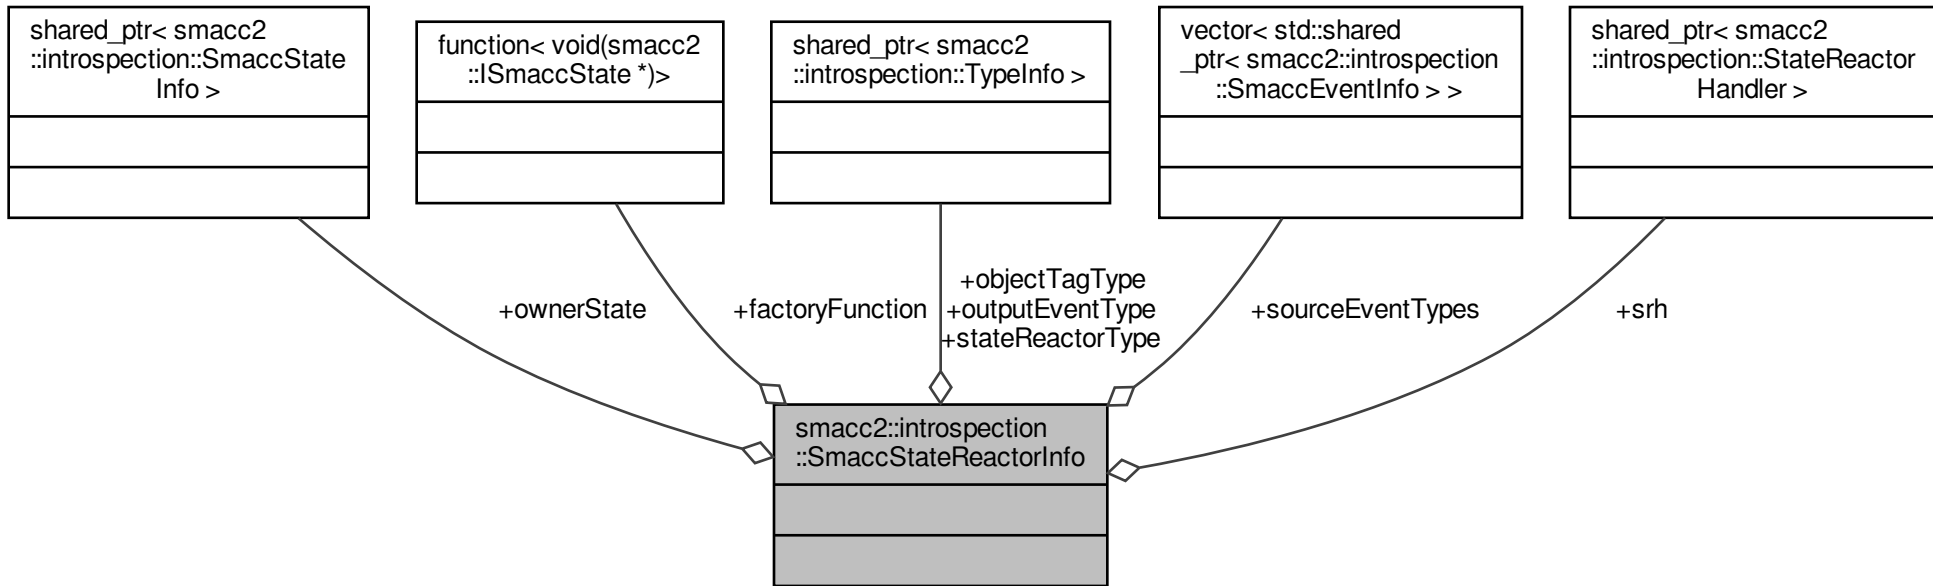 shared_ptr< smacc2
::introspection::SmaccState
Info >
function< void(smacc2
::ISmaccState *)>
shared_ptr< smacc2
::introspection::TypeInfo >
vector< std::shared
_ptr< smacc2::introspection
::SmaccEventInfo > >
shared_ptr< smacc2
::introspection::StateReactor
Handler >
+ownerState
+factoryFunction
+objectTagType
+outputEventType
+stateReactorType
+sourceEventTypes
+srh
smacc2::introspection
::SmaccStateReactorInfo